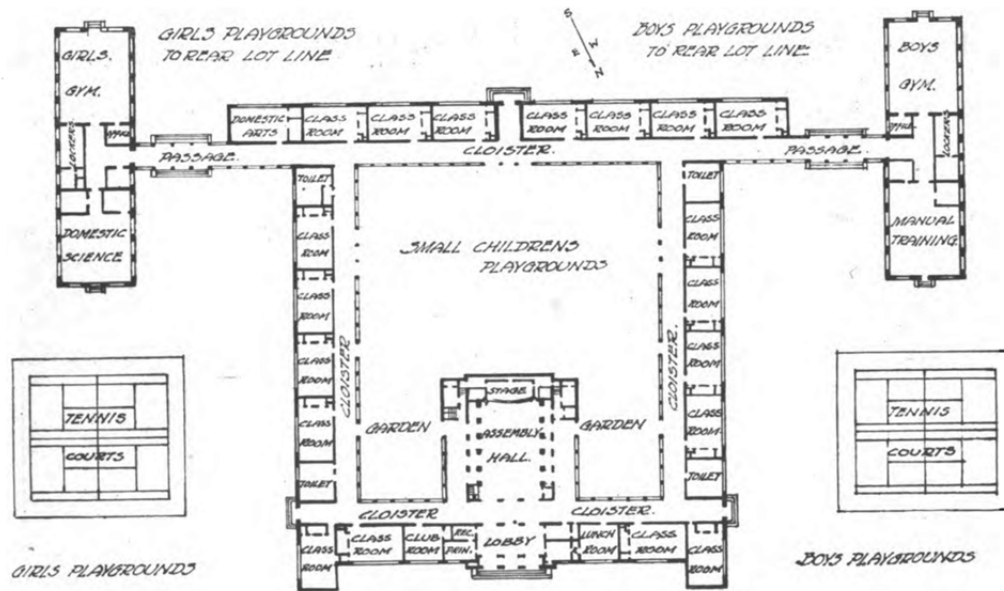 GIRLS PLAYGROUNDS
TO REAR LOT LINE
S
E
W
N
BOYS PLAYGROUNDS
TO REAR LOT LINE
GIRLS.
GYM.
BOYS
GYM.
DOMESTIC
ARTS
CLASS
ROOM
CLASS
ROOM
CLASS
ROOM
CLASS
ROOM
CLASS
ROOM
CLASS
ROOM
CLASS
ROOM
OFFICE
LOCKERS
PASSAGE.
CLOISTER.
PASSAGE.
OFFICE
LOCKERS
TOILET
TOILET
DOMESTIC
SCIENCE
MANUAL
TRAINING
SMALL CHILDRENS
PLAYGROUNDS
CLASS
ROOM
CLASS
ROOM
CLASS
ROOM
CLASS
ROOM
CLOISTER
CLOISTER.
CLASS
ROOM
CLASS
ROOM
CLASS
ROOM
CLASS
ROOM
TENNIS
COURTS
STAGE
GARDEN
ASSEMBLY
HALL.
GARDEN
TENNIS
COURTS
TOILET
TOILET
CLOISTER
CLOISTER.
CLASS
ROOM
CLASS
ROOM
CLUB
ROOM
REC.
PRIN.
LOBBY
LUNCH
ROOM
CLASS
ROOM
CLASS
ROOM
GIRLS PLAYGROUNDS
BOYS PLAYGROUNDS